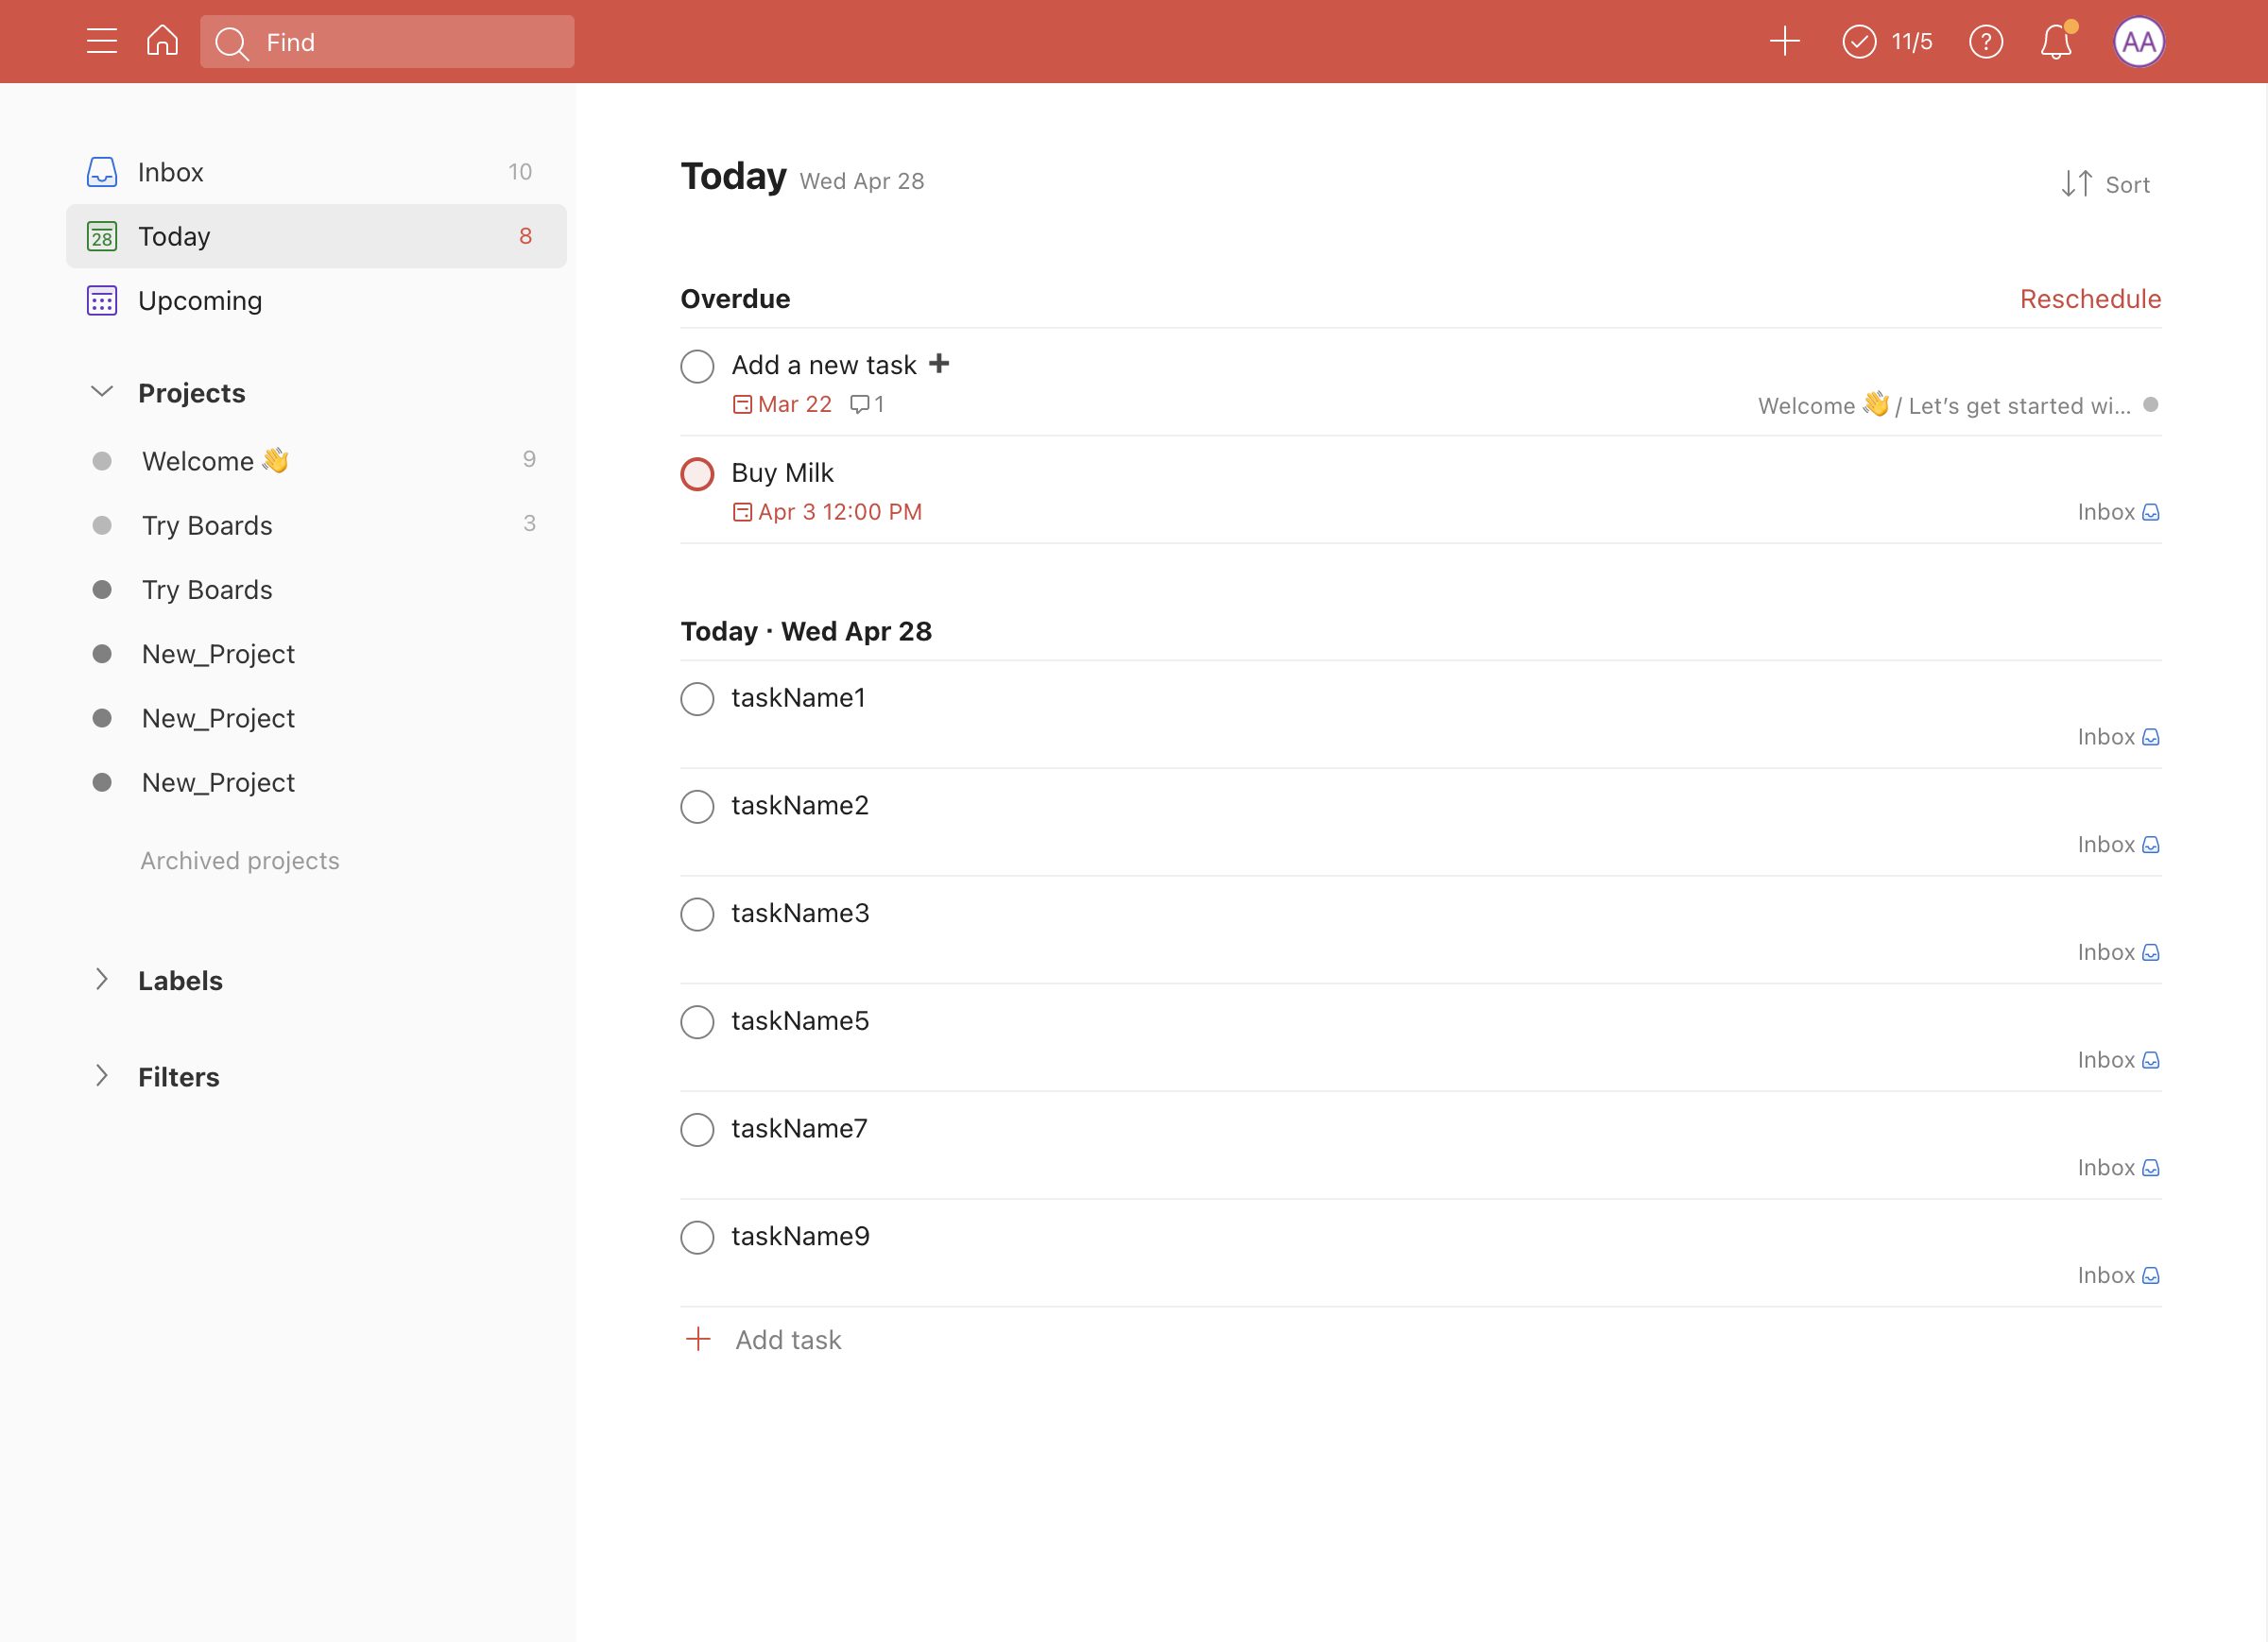 Find
11/5
?
AA
Inbox 10
28 Today 8
Upcoming
Projects
Welcome 👋 9
Try Boards 3
Try Boards
New_Project
New_Project
New_Project
Archived projects
Labels
Filters
Today Wed Apr 28
Sort
Overdue Reschedule
Add a new task ➕
Mar 22 1
Welcome 👋 / Let’s get started wi...
Buy Milk
Apr 3 12:00 PM
Inbox
Today · Wed Apr 28
taskName1
Inbox
taskName2
Inbox
taskName3
Inbox
taskName5
Inbox
taskName7
Inbox
taskName9
Inbox
Add task